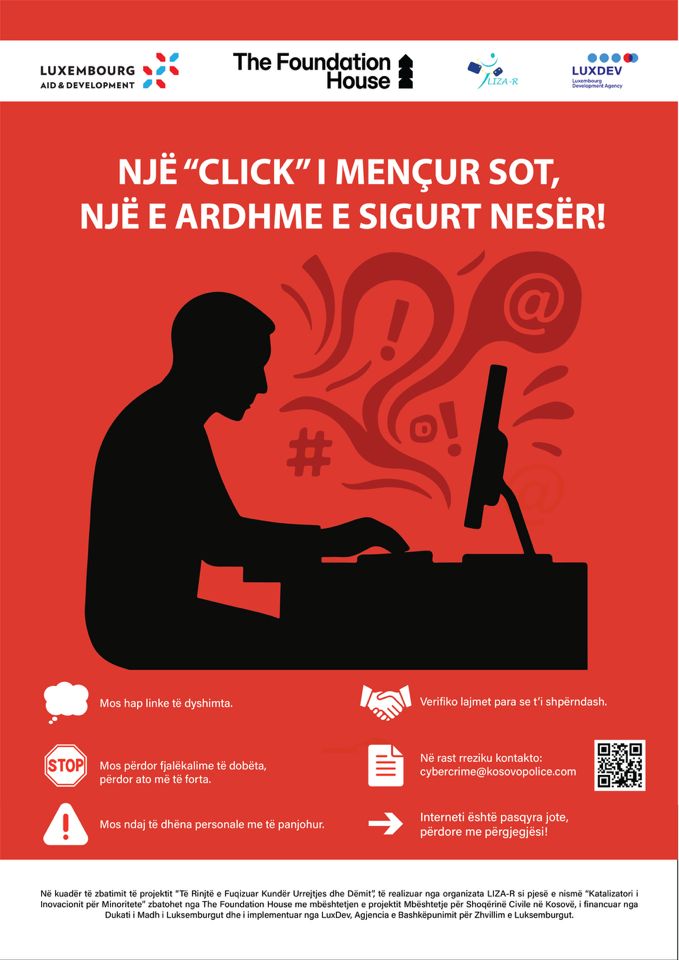 LUXEMBOURG
AID & DEVELOPMENT
The Foundation
House
LIZA-R
LUXDEV
Luxembourg
Development Agency
NJË “CLICK” I MENÇUR SOT,
NJË E ARDHME E SIGURT NESËR!
!
@
#
@!
@
Mos hap linke të dyshimta.
Verifiko lajmet para se t’i shpërndash.
STOP
Mos përdor fjalëkalime të dobëta,
përdor ato më të forta.
Në rast rreziku kontakto:
cybercrime@kosovopolice.com
!
Mos ndaj të dhëna personale me të panjohur.
Interneti është pasqyra jote,
përdore me përgjegjësi!
Në kuadër të zbatimit të projektit “Të Rinjtë e Fuqizuar Kundër Urrejtjes dhe Dëmit”, të realizuar nga organizata LIZA-R si pjesë e nismë “Katalizatori i
Inovacionit për Minoritete” zbatohet nga The Foundation House me mbështetjen e projektit Mbështetje për Shoqërinë Civile në Kosovë, i financuar nga
Dukati i Madh i Luksemburgut dhe i implementuar nga LuxDev, Agjencia e Bashkëpunimit për Zhvillim e Luksemburgut.